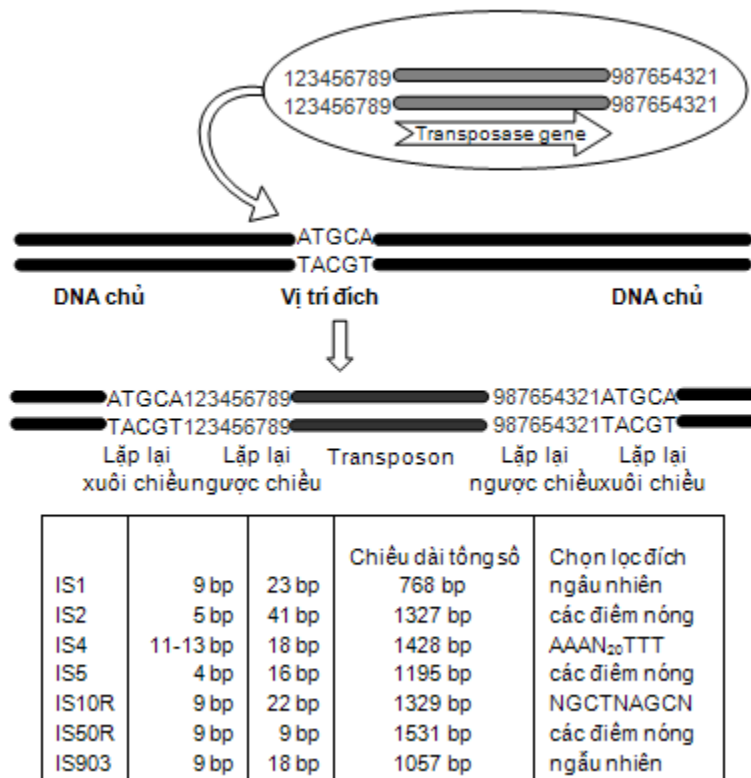 123456789 987654321
123456789 987654321
Transposase gene
ATGCA
TACGT
DNA chủ Vị trí đích DNA chủ
ATGCA123456789 987654321ATGCA
TACGT123456789 987654321TACGT
Lặp lại Lặp lại Transposon Lặp lại Lặp lại
xuôi chiều ngược chiều ngược chiều xuôi chiều
Chiều dài tổng số Chọn lọc đích
IS1 9 bp 23 bp 768 bp ngâu nhiên
IS2 5 bp 41 bp 1327 bp các điêm nóng
IS4 11-13 bp 18 bp 1428 bp AAAN₂₀TTT
IS5 4 bp 16 bp 1195 bp các điêm nóng
IS10R 9 bp 22 bp 1329 bp NGCTNAGCN
IS50R 9 bp 9 bp 1531 bp các điêm nóng
IS903 9 bp 18 bp 1057 bp ngẫu nhiên